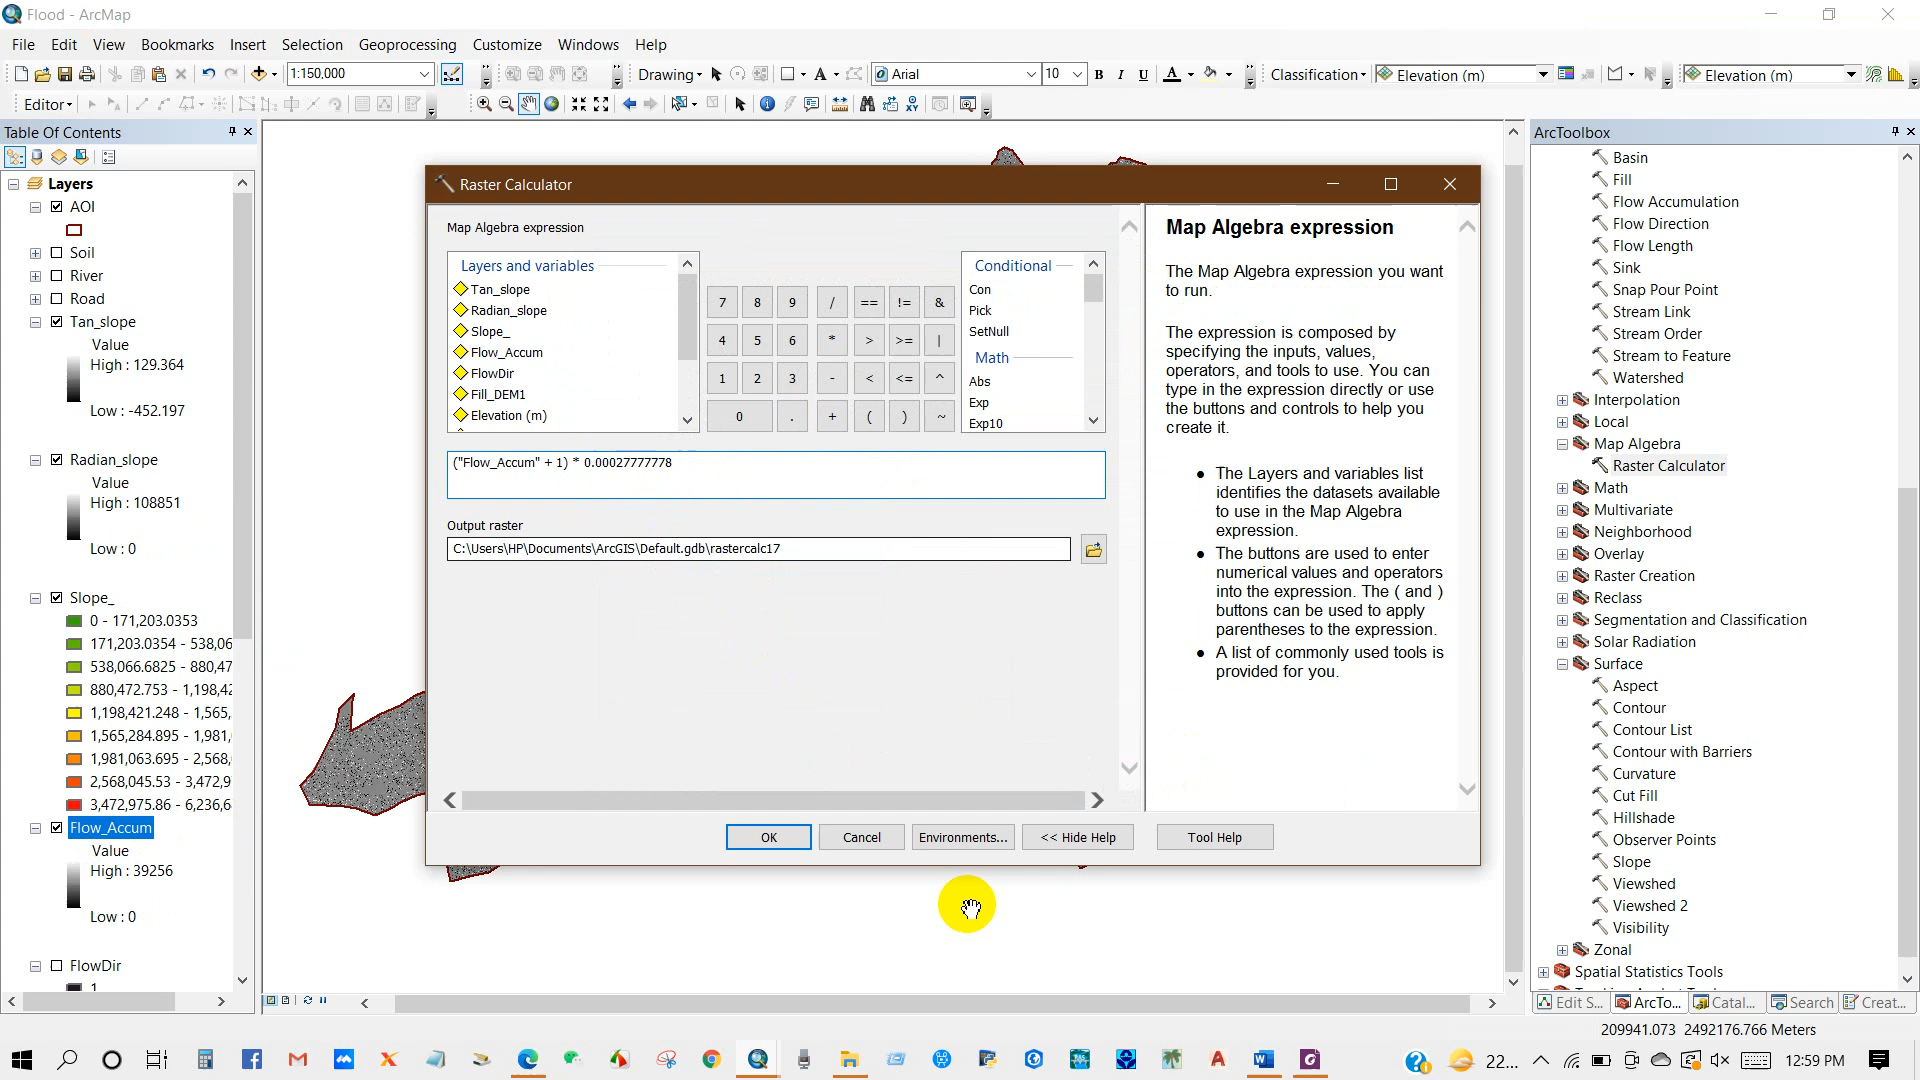 Flood - ArcMap
File Edit View Bookmarks Insert Selection Geoprocessing Customize Windows Help
1:150,000 Drawing Arial 10 B I U A Classification Elevation (m) Elevation (m)
Editor
Table Of Contents
Layers
AOI
Soil
River
Road
Tan_slope
Value
High : 129.364
Low : -452.197
Radian_slope
Value
High : 108851
Low : 0
Slope_
0 - 171,203.0353
171,203.0354 - 538,06
538,066.6825 - 880,47
880,472.753 - 1,198,42
1,198,421.248 - 1,565,
1,565,284.895 - 1,981,
1,981,063.695 - 2,568,
2,568,045.53 - 3,472,9
3,472,975.86 - 6,236,6
Flow_Accum
Value
High : 39256
Low : 0
FlowDir
1
Raster Calculator
Map Algebra expression
Layers and variables
Tan_slope
Radian_slope
Slope_
Flow_Accum
FlowDir
Fill_DEM1
Elevation (m)
7 8 9 / == != &
4 5 6 * > >= |
1 2 3 - < <= ^
0 . + ( ) ~
Conditional
Con
Pick
SetNull
Math
Abs
Exp
Exp10
("Flow_Accum" + 1) * 0.00027777778
Output raster
C:\Users\HP\Documents\ArcGIS\Default.gdb\rastercalc17
OK Cancel Environments... << Hide Help Tool Help
Map Algebra expression
The Map Algebra expression you want
to run.
The expression is composed by
specifying the inputs, values,
operators, and tools to use. You can
type in the expression directly or use
the buttons and controls to help you
create it.
• The Layers and variables list
identifies the datasets available
to use in the Map Algebra
expression.
• The buttons are used to enter
numerical values and operators
into the expression. The ( and )
buttons can be used to apply
parentheses to the expression.
• A list of commonly used tools is
provided for you.
ArcToolbox
Basin
Fill
Flow Accumulation
Flow Direction
Flow Length
Sink
Snap Pour Point
Stream Link
Stream Order
Stream to Feature
Watershed
Interpolation
Local
Map Algebra
Raster Calculator
Math
Multivariate
Neighborhood
Overlay
Raster Creation
Reclass
Segmentation and Classification
Solar Radiation
Surface
Aspect
Contour
Contour List
Contour with Barriers
Curvature
Cut Fill
Hillshade
Observer Points
Slope
Viewshed
Viewshed 2
Visibility
Zonal
Spatial Statistics Tools
Edit S... ArcTo... Catal... Search Creat...
209941.073 2492176.766 Meters
22... 12:59 PM